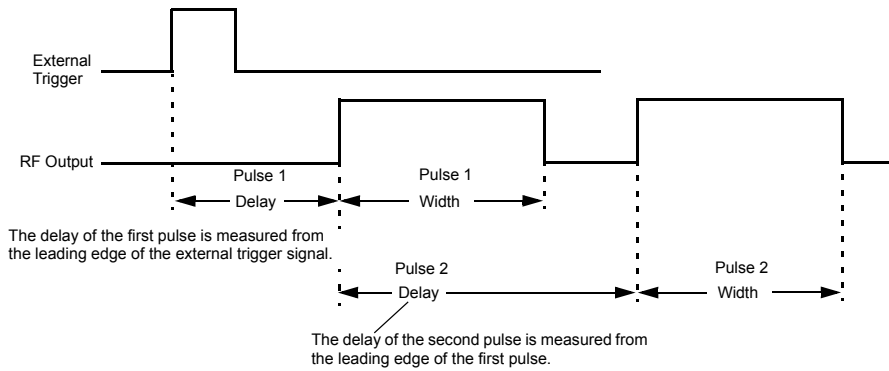 External
Trigger
RF Output
Pulse 1
Delay
Pulse 1
Width
The delay of the first pulse is measured from
the leading edge of the external trigger signal.
Pulse 2
Delay
Pulse 2
Width
The delay of the second pulse is measured from
the leading edge of the first pulse.